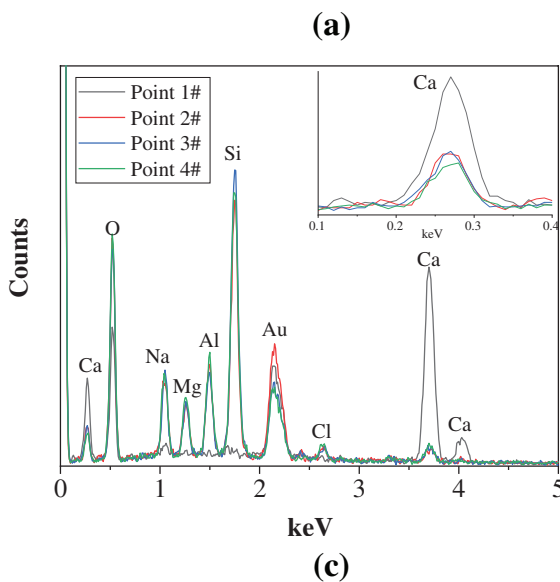 (a)
Point 1#
Point 2#
Point 3#
Point 4#
Ca
0.1 0.2 0.3 0.4
keV
Counts
Ca
O
Na
Mg
Al
Si
Au
Cl
Ca
Ca
0 1 2 3 4 5
keV
(c)